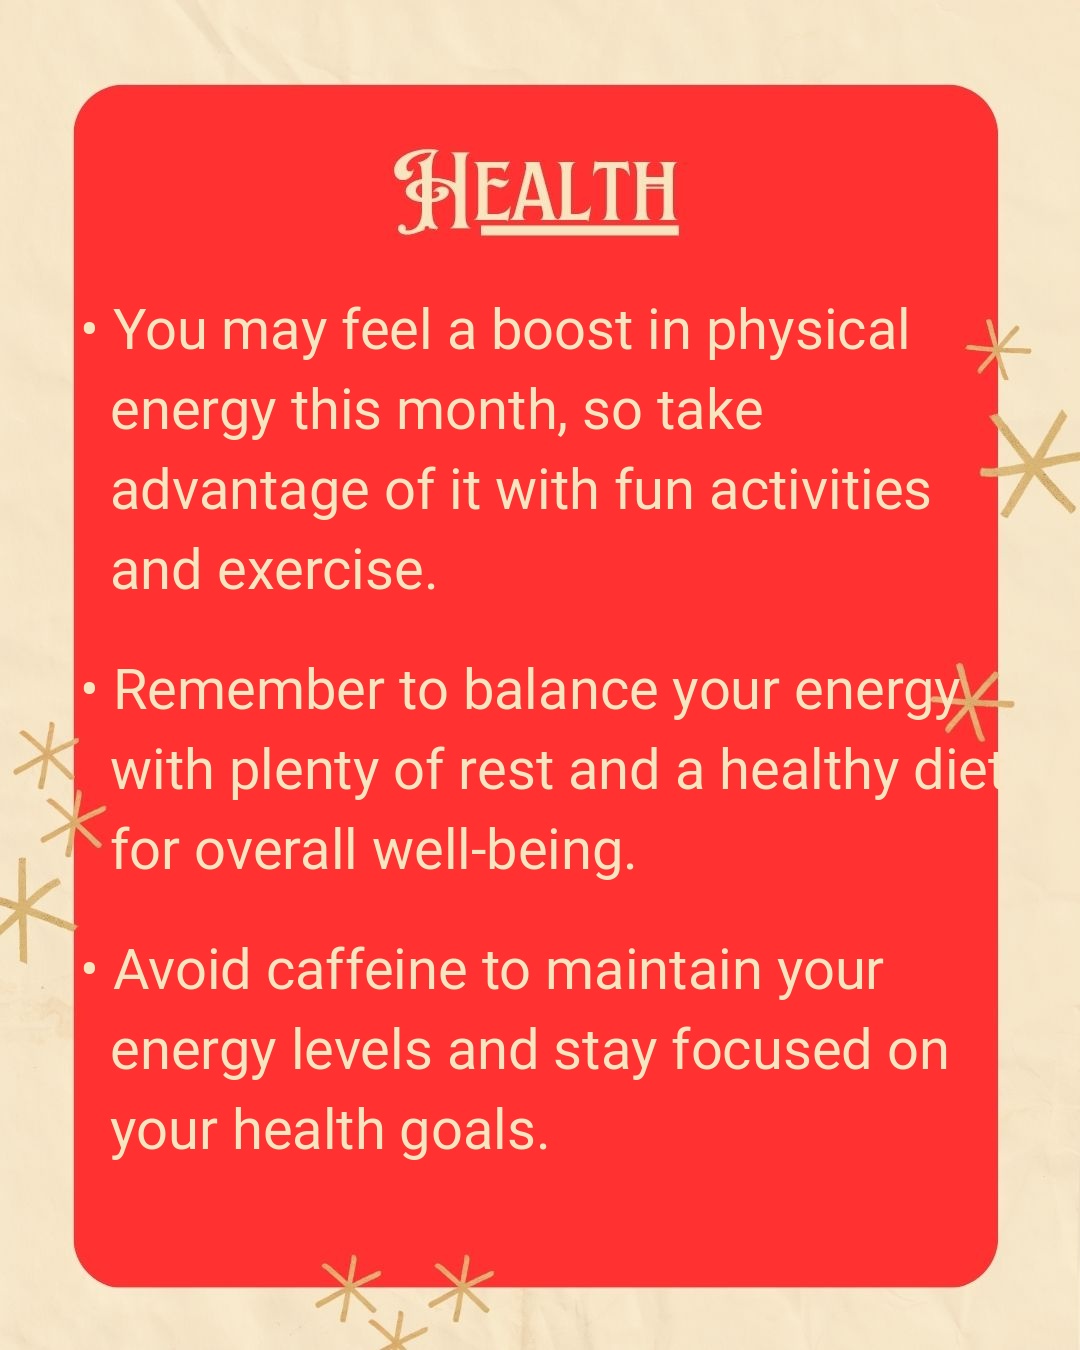 Health
• You may feel a boost in physical
energy this month, so take
advantage of it with fun activities
and exercise.
• Remember to balance your energy
with plenty of rest and a healthy diet
for overall well-being.
• Avoid caffeine to maintain your
energy levels and stay focused on
your health goals.